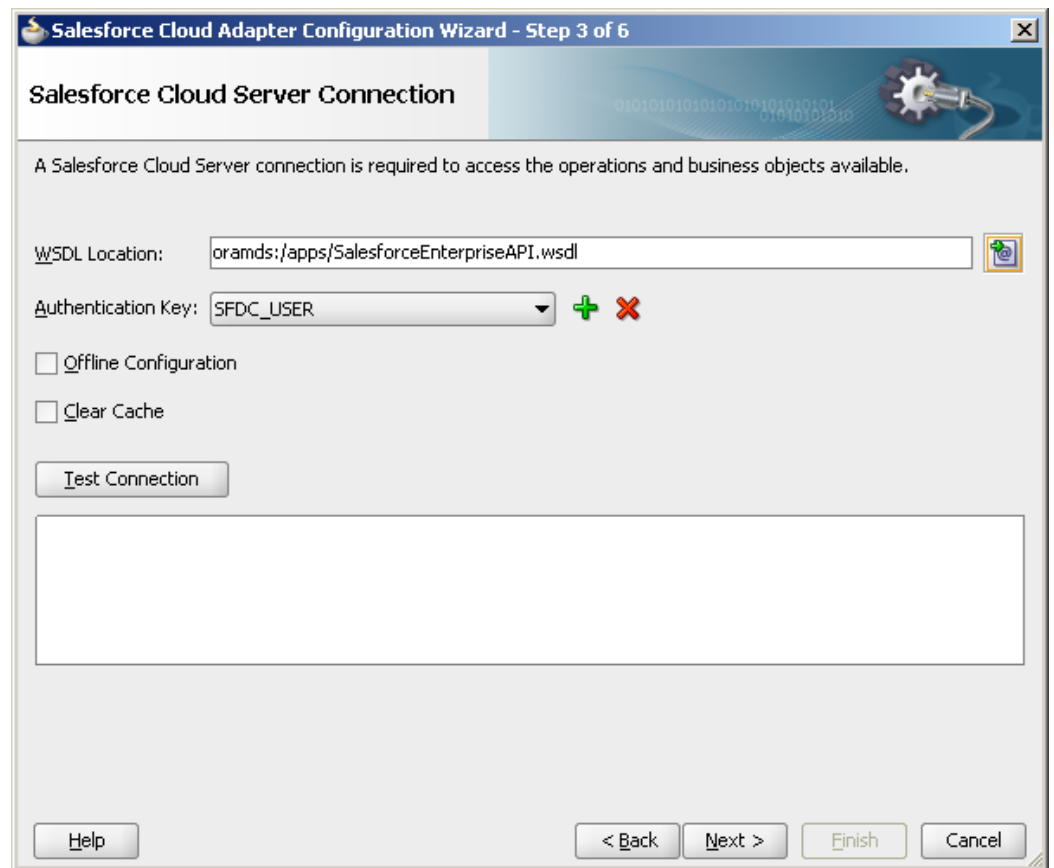 Salesforce Cloud Adapter Configuration Wizard - Step 3 of 6
Salesforce Cloud Server Connection
A Salesforce Cloud Server connection is required to access the operations and business objects available.
WSDL Location: oramds:/apps/SalesforceEnterpriseAPI.wsdl
Authentication Key: SFDC_USER
Offline Configuration
Clear Cache
Test Connection
Help < Back Next > Finish Cancel